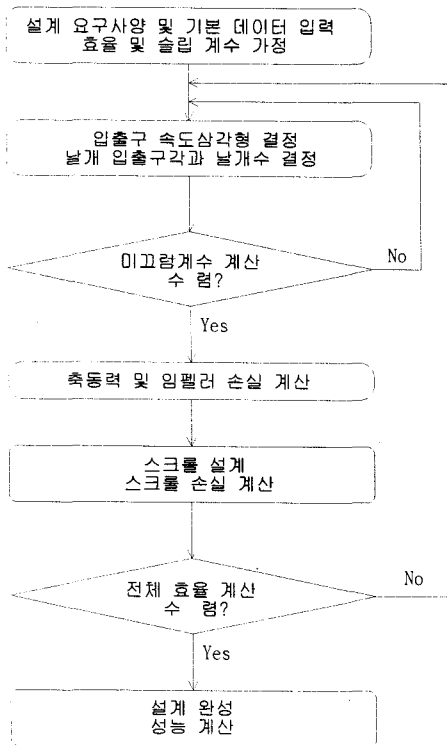 설계 요구사양 및 기본 데이터 입력
효율 및 슬립 계수 가정
입출구 속도삼각형 결정
날개 입출구각과 날개수 결정
미끄럼계수 계산
수 렴?
No
Yes
축동력 및 임펠러 손실 계산
스크롤 설계
스크롤 손실 계산
전체 효율 계산
수 렴?
No
Yes
설계 완성
성능 계산